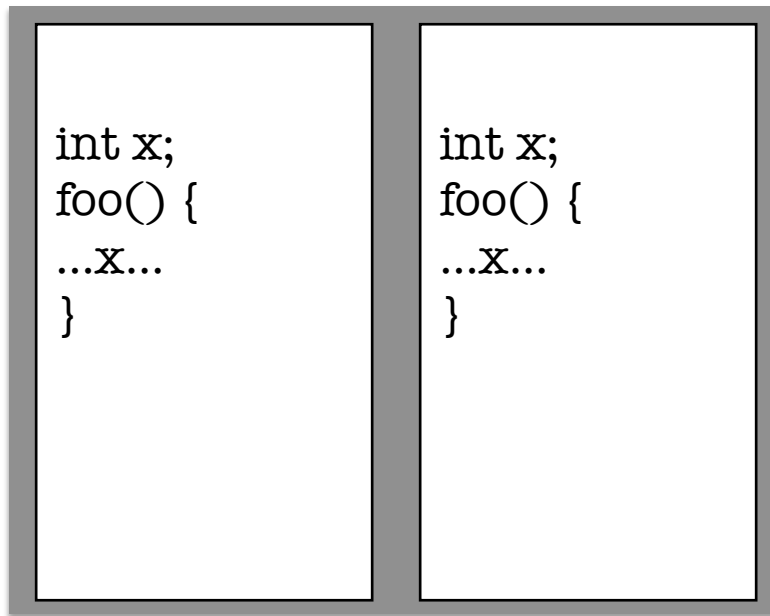 int x;
foo() {
...x...
}
int x;
foo() {
...x...
}